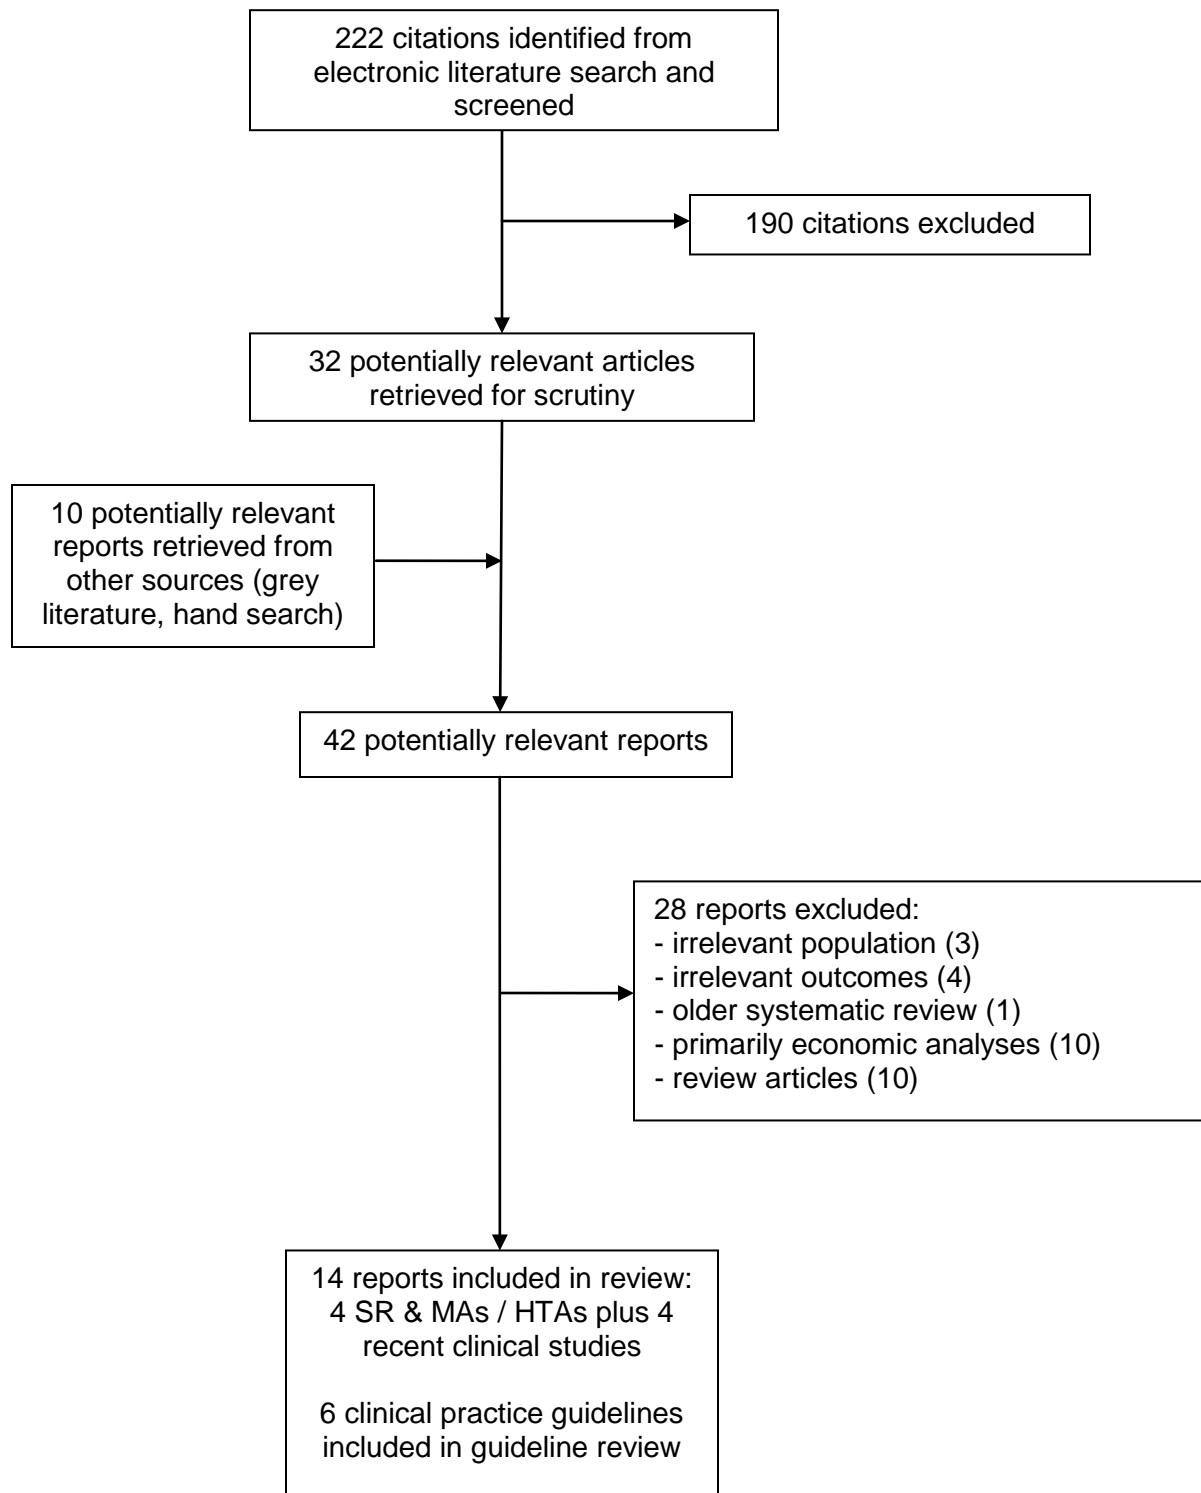 222 citations identified from
electronic literature search and
screened
190 citations excluded
32 potentially relevant articles
retrieved for scrutiny
10 potentially relevant
reports retrieved from
other sources (grey
literature, hand search)
42 potentially relevant reports
28 reports excluded:
- irrelevant population (3)
- irrelevant outcomes (4)
- older systematic review (1)
- primarily economic analyses (10)
- review articles (10)
14 reports included in review:
4 SR & MAs / HTAs plus 4
recent clinical studies
6 clinical practice guidelines
included in guideline review